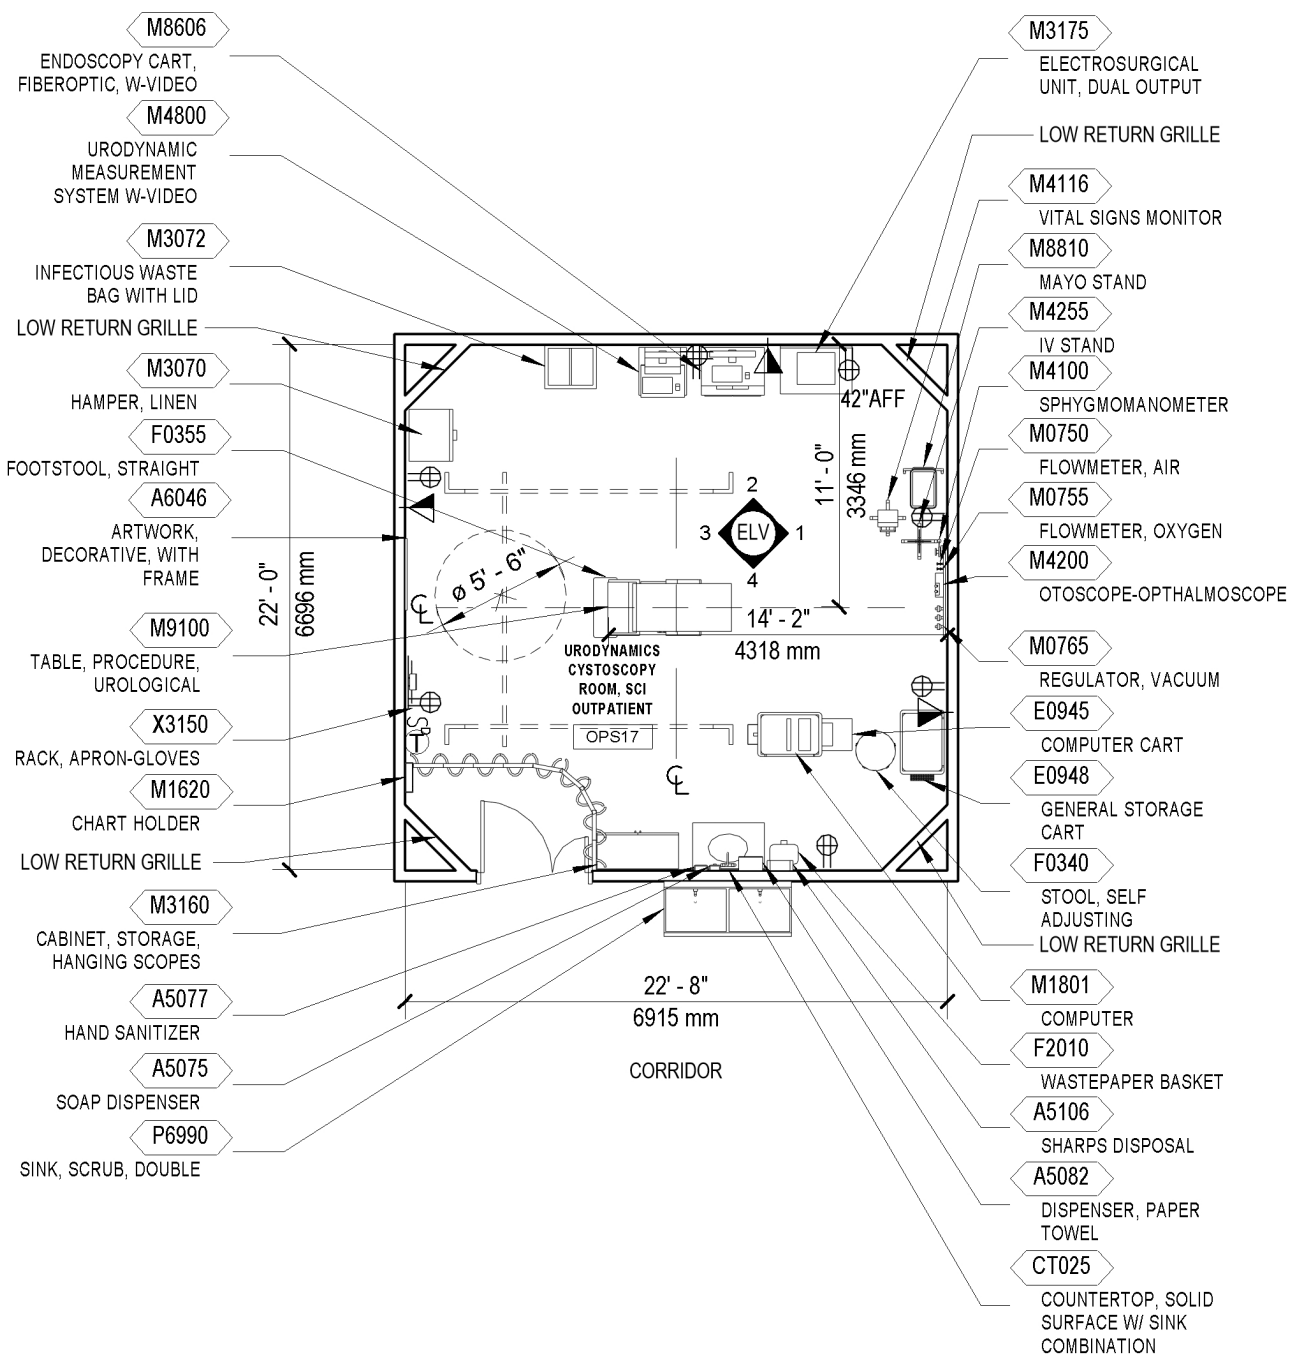 M8606
ENDOSCOPY CART,
FIBEROPTIC, W-VIDEO
M4800
URODYNAMIC
MEASUREMENT
SYSTEM W-VIDEO
M3072
INFECTIOUS WASTE
BAG WITH LID
LOW RETURN GRILLE
M3070
HAMPER, LINEN
F0355
FOOTSTOOL, STRAIGHT
A6046
ARTWORK,
DECORATIVE, WITH
FRAME
M9100
TABLE, PROCEDURE,
UROLOGICAL
X3150
RACK, APRON-GLOVES
M1620
CHART HOLDER
LOW RETURN GRILLE
M3160
CABINET, STORAGE,
HANGING SCOPES
A5077
HAND SANITIZER
A5075
SOAP DISPENSER
P6990
SINK, SCRUB, DOUBLE
22' - 0"
6696 mm
ø 5' - 6"
42"AFF
11' - 0"
3346 mm
2
3
ELV
1
4
14' - 2"
4318 mm
URODYNAMICS
CYSTOSCOPY
ROOM, SCI
OUTPATIENT
OPS17
T
22' - 8"
6915 mm
CORRIDOR
M3175
ELECTROSURGICAL
UNIT, DUAL OUTPUT
LOW RETURN GRILLE
M4116
VITAL SIGNS MONITOR
M8810
MAYO STAND
M4255
IV STAND
M4100
SPHYGMOMANOMETER
M0750
FLOWMETER, AIR
M0755
FLOWMETER, OXYGEN
M4200
OTOSCOPE-OPTHALMOSCOPE
M0765
REGULATOR, VACUUM
E0945
COMPUTER CART
E0948
GENERAL STORAGE
CART
F0340
STOOL, SELF
ADJUSTING
LOW RETURN GRILLE
M1801
COMPUTER
F2010
WASTEPAPER BASKET
A5106
SHARPS DISPOSAL
A5082
DISPENSER, PAPER
TOWEL
CT025
COUNTERTOP, SOLID
SURFACE W/ SINK
COMBINATION